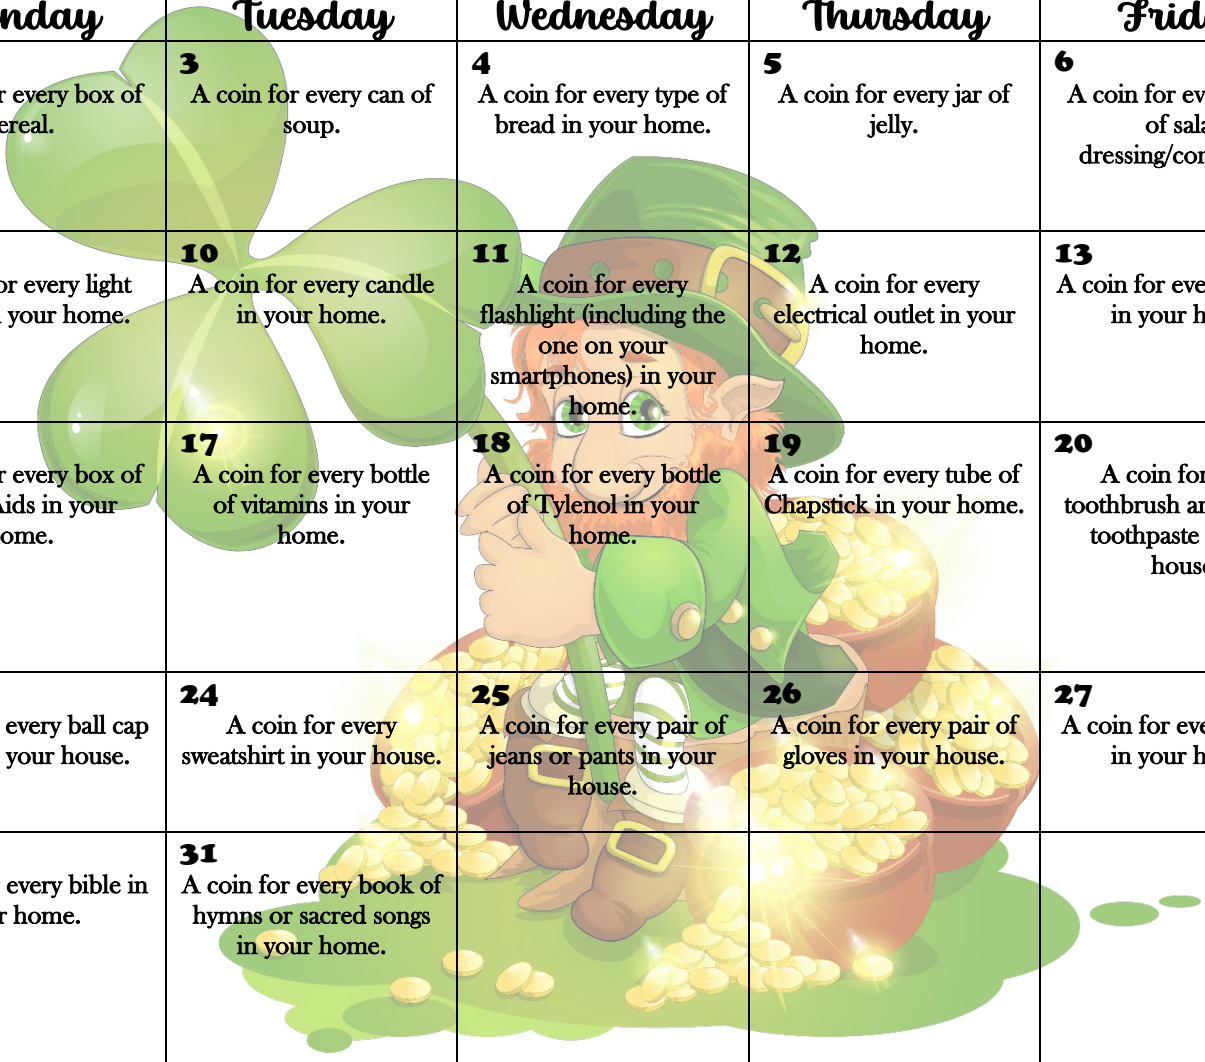 nday Tuesday Wednesday Thursday Frid
r every box of
ereal.
3
A coin for every can of
soup.
4
A coin for every type of
bread in your home.
5
A coin for every jar of
jelly.
6
A coin for ev
of sala
dressing/con
or every light
your home.
10
A coin for every candle
in your home.
11
A coin for every
flashlight (including the
one on your
smartphones) in your
home.
12
A coin for every
electrical outlet in your
home.
13
A coin for eve
in your h
r every box of
Aids in your
ome.
17
A coin for every bottle
of vitamins in your
home.
18
A coin for every bottle
of Tylenol in your
home.
19
A coin for every tube of
Chapstick in your home.
20
A coin for
toothbrush an
toothpaste
house
every ball cap
your house.
24
A coin for every
sweatshirt in your house.
25
A coin for every pair of
jeans or pants in your
house.
26
A coin for every pair of
gloves in your house.
27
A coin for eve
in your h
every bible in
r home.
31
A coin for every book of
hymns or sacred songs
in your home.